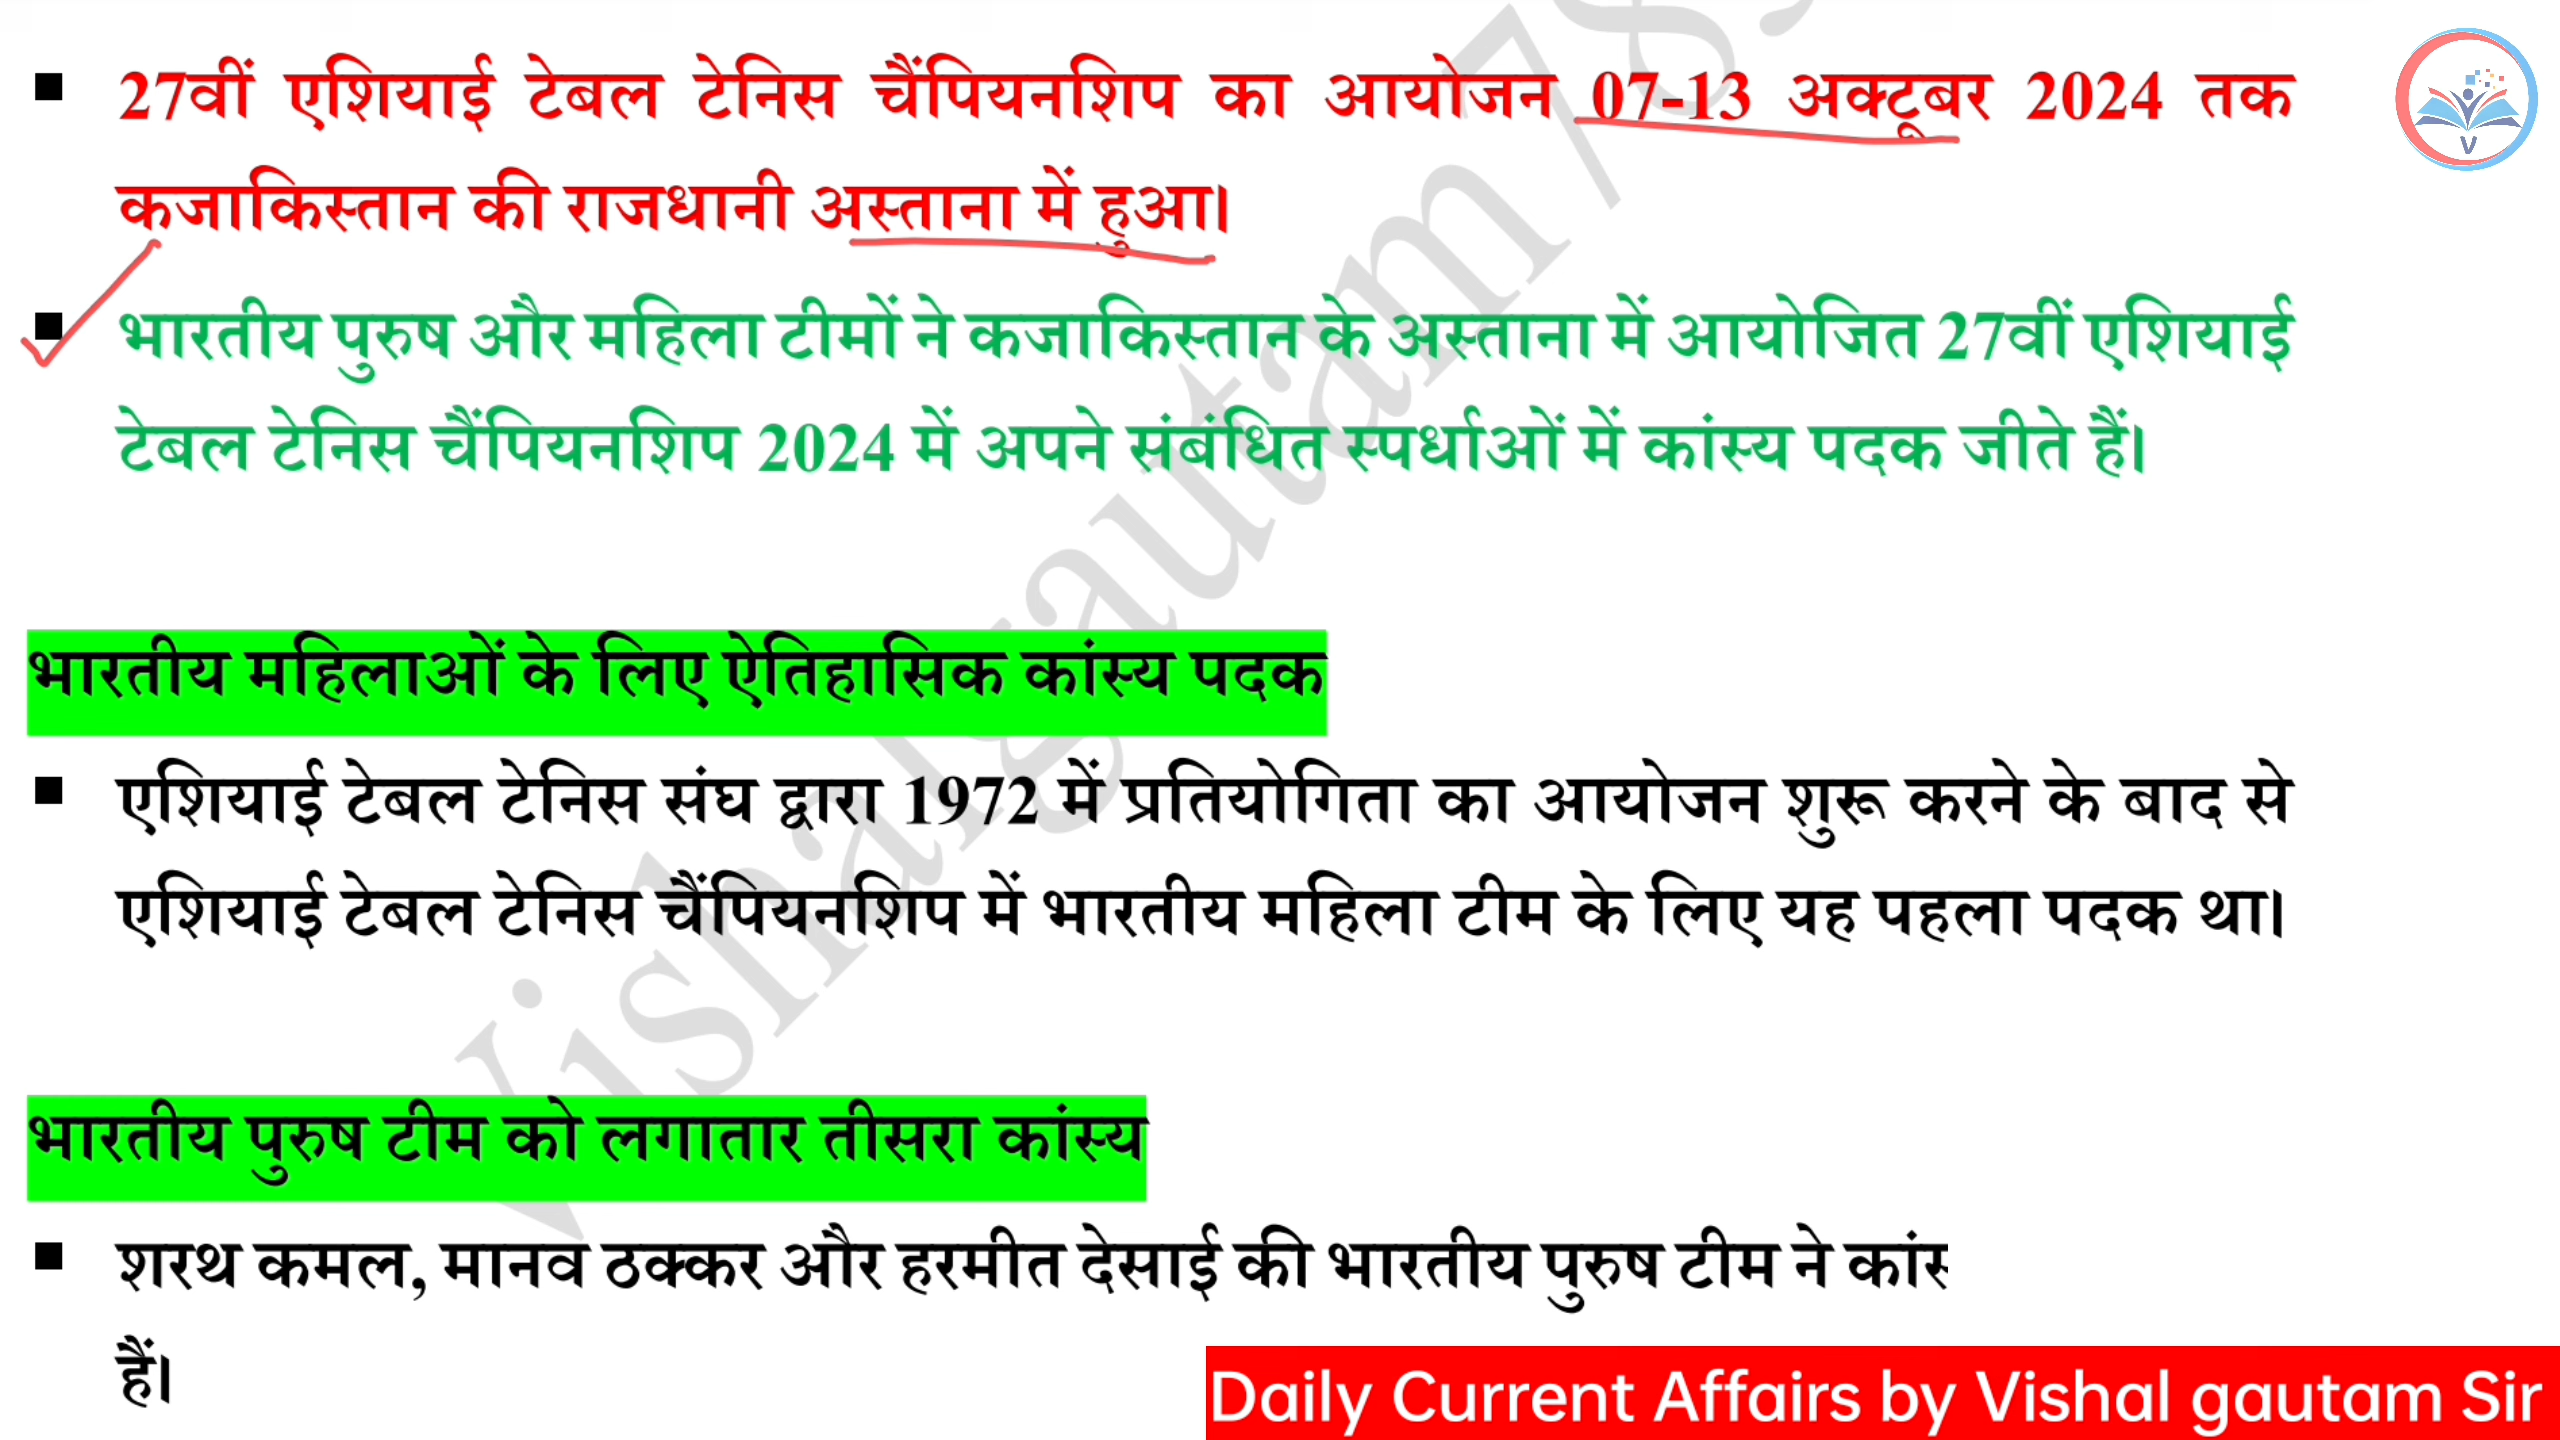 27वीं एशियाई टेबल टेनिस चैंपियनशिप का आयोजन 07-13 अक्टूबर 2024 तक
कजाकिस्तान की राजधानी अस्ताना में हुआ।
भारतीय पुरुष और महिला टीमों ने कजाकिस्तान के अस्ताना में आयोजित 27वीं एशियाई
टेबल टेनिस चैंपियनशिप 2024 में अपने संबंधित स्पर्धाओं में कांस्य पदक जीते हैं।
भारतीय महिलाओं के लिए ऐतिहासिक कांस्य पदक
एशियाई टेबल टेनिस संघ द्वारा 1972 में प्रतियोगिता का आयोजन शुरू करने के बाद से
एशियाई टेबल टेनिस चैंपियनशिप में भारतीय महिला टीम के लिए यह पहला पदक था।
भारतीय पुरुष टीम को लगातार तीसरा कांस्य
शरथ कमल, मानव ठक्कर और हरमीत देसाई की भारतीय पुरुष टीम ने
हैं।
Daily Current Affairs by Vishal gautam Sir
V